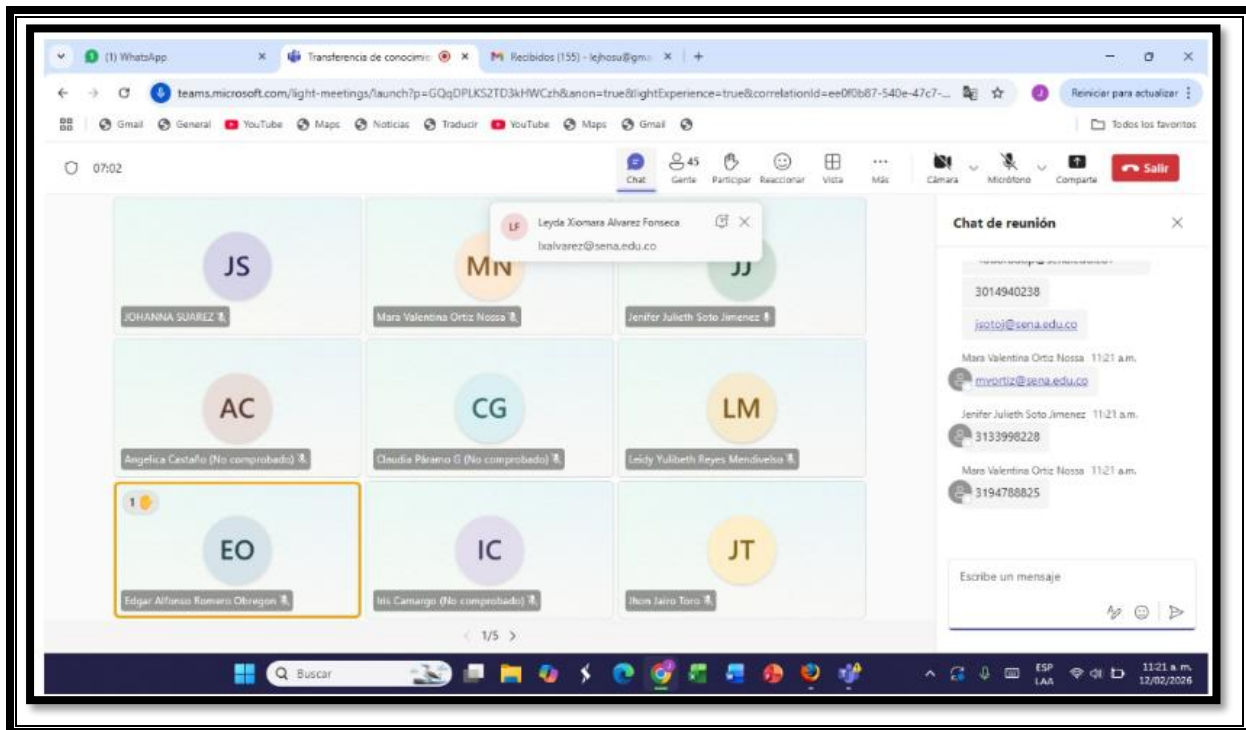 (1) WhatsApp
Transferencia de conocimie
Recibidos (155) - lejhosu@gma
teams.microsoft.com/light-meetings/launch?p=GQqDPLKS2TD3kHWCzh&anon=true&lightExperience=true&correlationId=ee0f0b87-540e-47c7-...
Reiniciar para actualizar
Gmail General YouTube Maps Noticias Traducir YouTube Maps Gmail
Todos los favoritos
07:02
Chat
45
Gente
Participar
Reaccionar
Vista
Más
Cámara
Micrófono
Comparte
Salir
LF
Leyda Xiomara Alvarez Fonseca
lxalvarez@sena.edu.co
JS
JOHANNA SUAREZ
MN
Mara Valentina Ortiz Nossa
JJ
Jenifer Julieth Soto Jimenez
AC
Angelica Castaño (No comprobado)
CG
Claudia Páramo G (No comprobado)
LM
Leidy Yulibeth Reyes Mendivelso
1
EO
Edgar Alfonso Romero Obregon
IC
Iris Camargo (No comprobado)
JT
Jhon Jairo Toro
1/5
Chat de reunión
3014940238
jsotoj@sena.edu.co
Mara Valentina Ortiz Nossa 11:21 a.m.
mvortiz@sena.edu.co
Jenifer Julieth Soto Jimenez 11:21 a.m.
3133998228
Mara Valentina Ortiz Nossa 11:21 a.m.
3194788825
Escribe un mensaje
Buscar
ESP
LAA
11:21 a. m.
12/02/2026